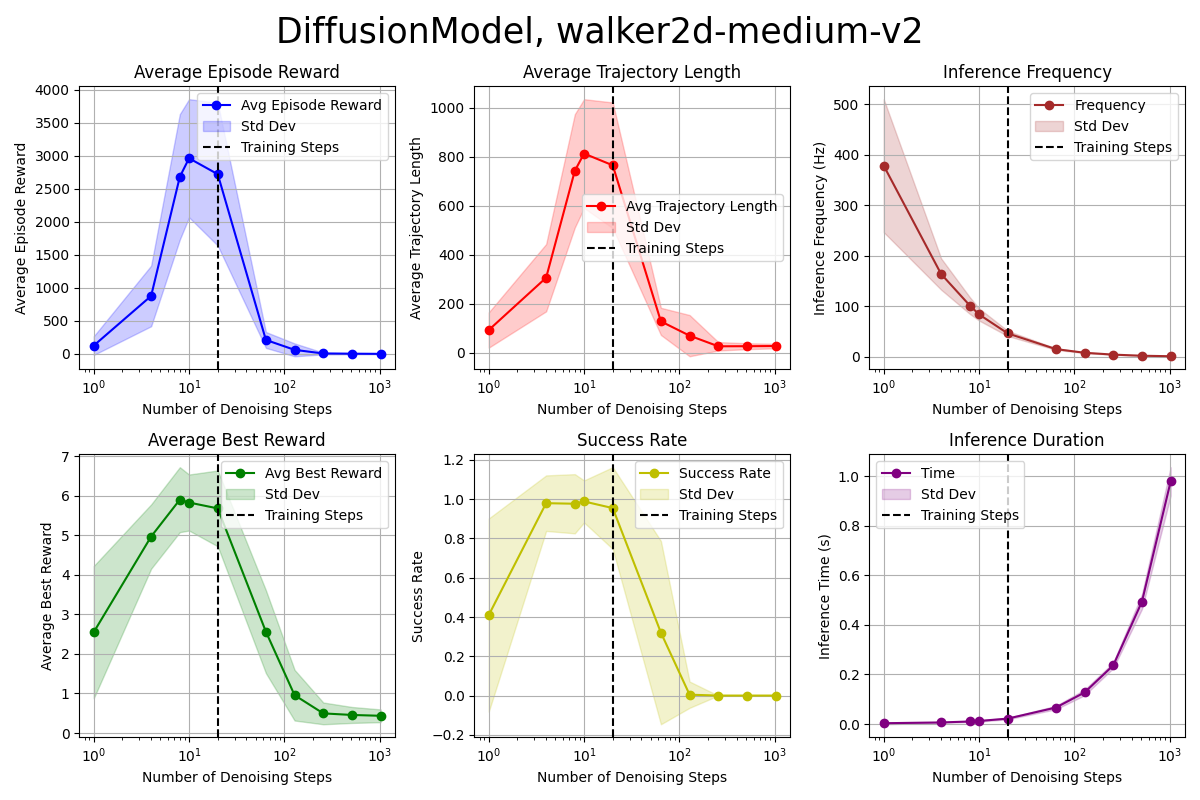 DiffusionModel, walker2d-medium-v2
Average Episode Reward
Average Episode Reward
4000
3500
3000
2500
2000
1500
1000
500
0
Avg Episode Reward
Std Dev
Training Steps
10⁰ 10¹ 10² 10³
Number of Denoising Steps
Average Trajectory Length
Average Trajectory Length
1000
800
600
400
200
0
Avg Trajectory Length
Std Dev
Training Steps
10⁰ 10¹ 10² 10³
Number of Denoising Steps
Inference Frequency
Inference Frequency (Hz)
500
400
300
200
100
0
Frequency
Std Dev
Training Steps
10⁰ 10¹ 10² 10³
Number of Denoising Steps
Average Best Reward
Average Best Reward
7
6
5
4
3
2
1
0
Avg Best Reward
Std Dev
Training Steps
10⁰ 10¹ 10² 10³
Number of Denoising Steps
Success Rate
Success Rate
1.2
1.0
0.8
0.6
0.4
0.2
0.0
−0.2
Success Rate
Std Dev
Training Steps
10⁰ 10¹ 10² 10³
Number of Denoising Steps
Inference Duration
Inference Time (s)
1.0
0.8
0.6
0.4
0.2
0.0
Time
Std Dev
Training Steps
10⁰ 10¹ 10² 10³
Number of Denoising Steps